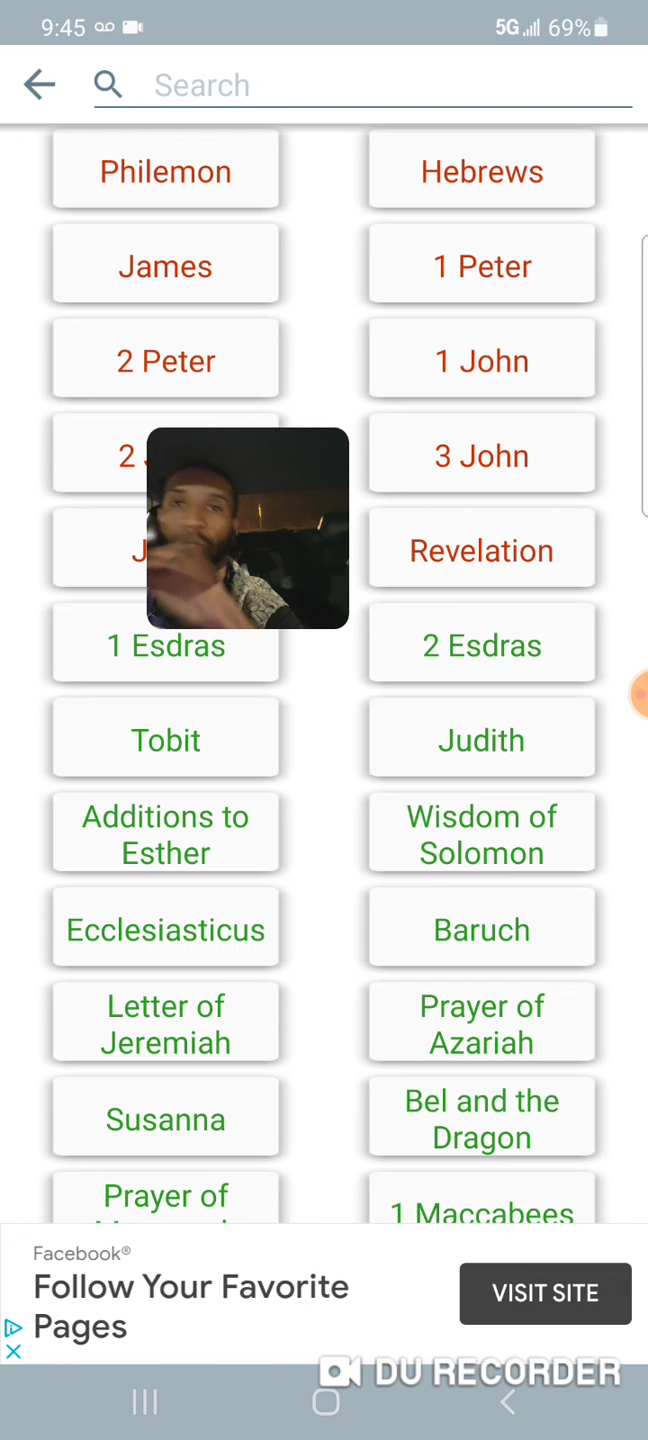 9:45
5G 69%
Search
Philemon
Hebrews
James
1 Peter
2 Peter
1 John
2
3 John
Revelation
1 Esdras
2 Esdras
Tobit
Judith
Additions to
Esther
Wisdom of
Solomon
Ecclesiasticus
Baruch
Letter of
Jeremiah
Prayer of
Azariah
Susanna
Bel and the
Dragon
Prayer of
1 Maccabees
Facebook®
Follow Your Favorite
Pages
VISIT SITE
DU RECORDER